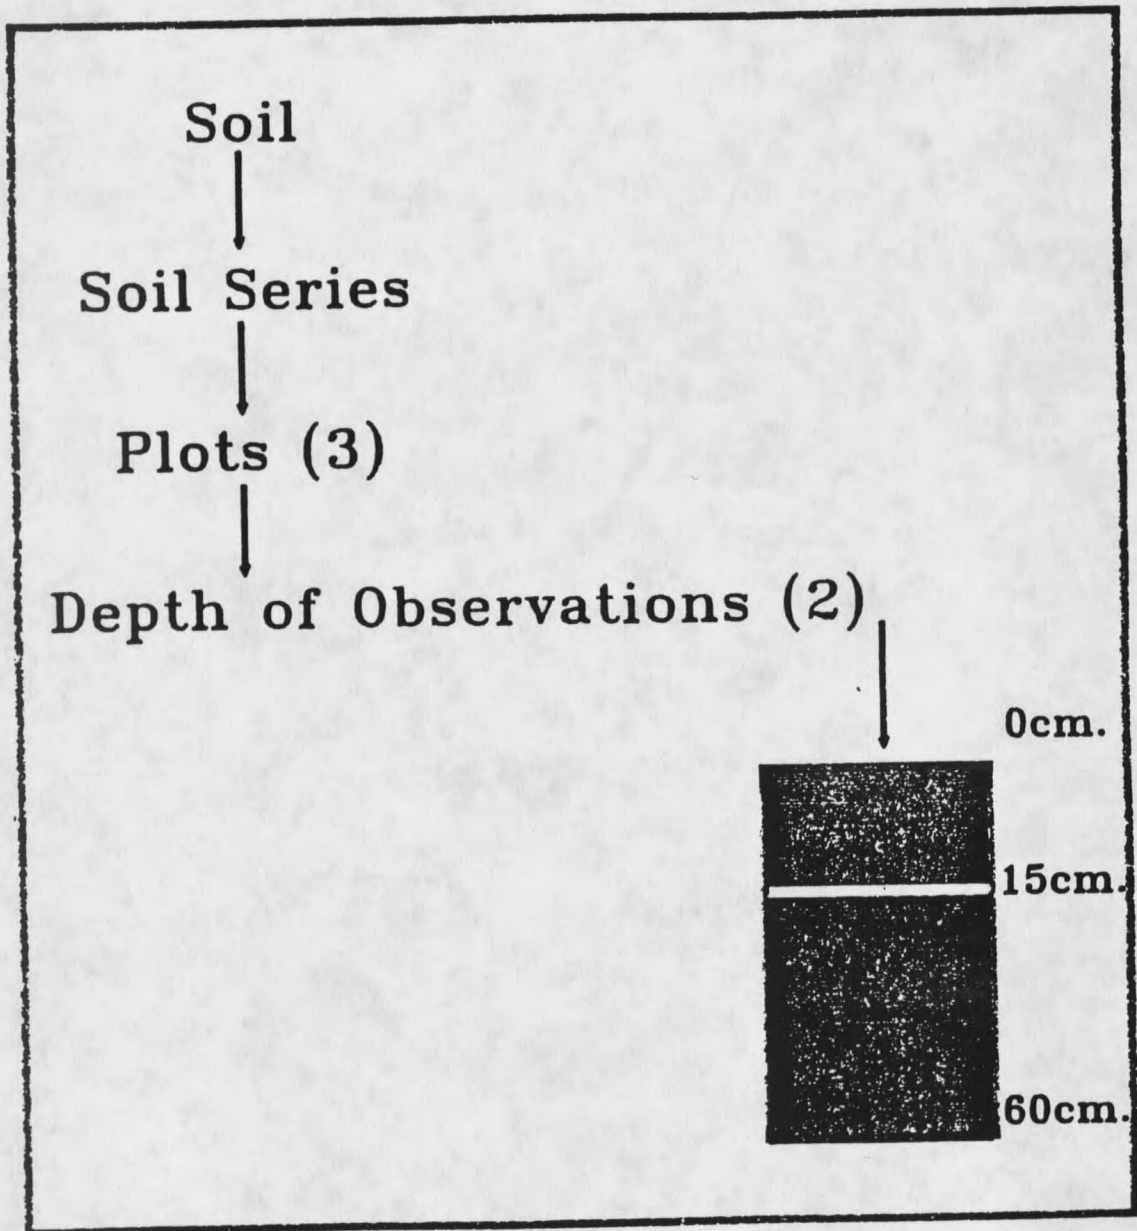 Soil
Soil Series
Plots (3)
Depth of Observations (2)
0cm.
15cm.
60cm.